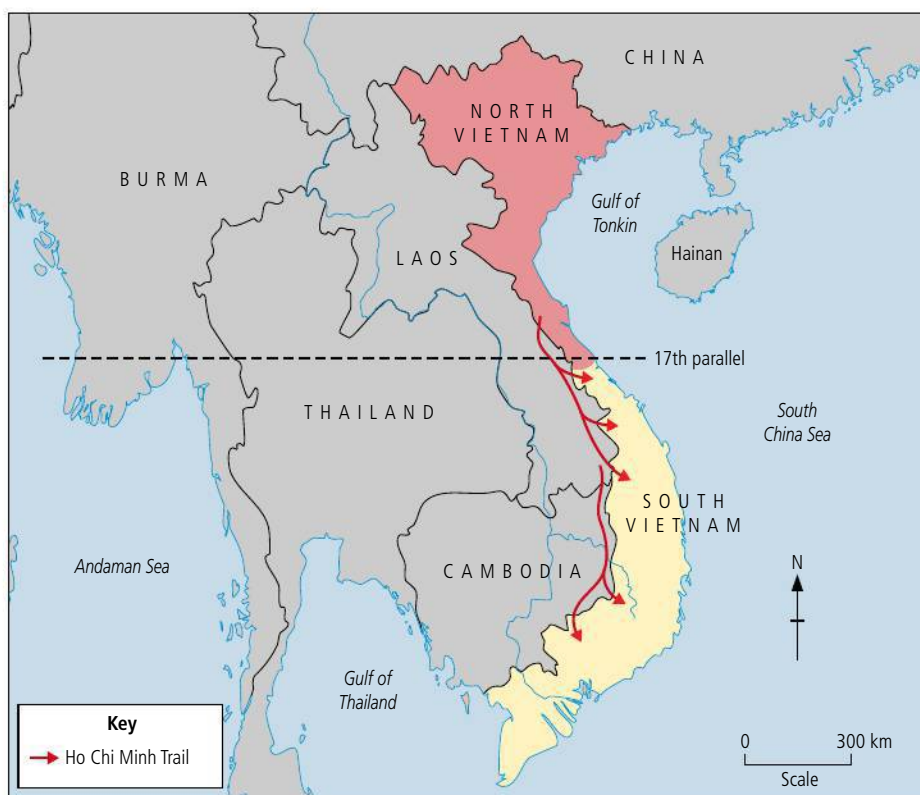 CHINA
NORTH
VIETNAM
BURMA
Gulf of
Tonkin
Hainan
LAOS
17th parallel
THAILAND
South
China Sea
SOUTH
VIETNAM
Andaman Sea
CAMBODIA
N
Gulf of
Thailand
Key
Ho Chi Minh Trail
0 300 km
Scale